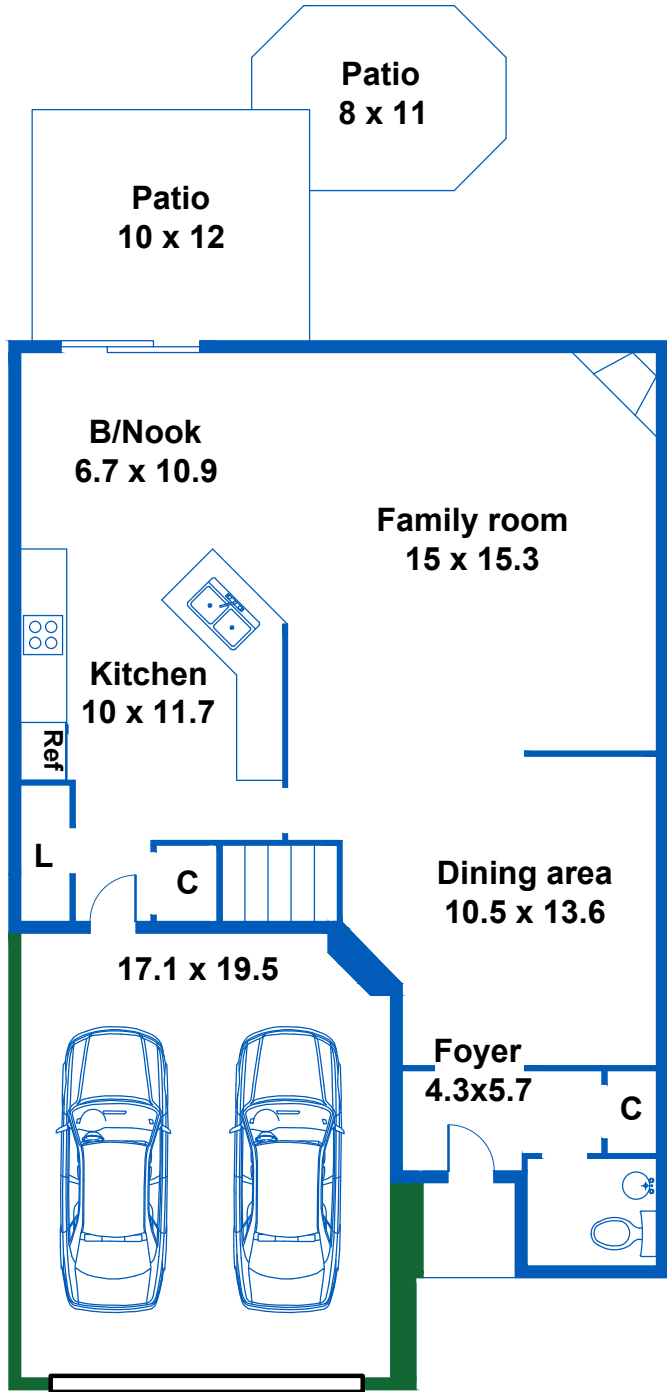 Patio
8 x 11
Patio
10 x 12
B/Nook
6.7 x 10.9
Family room
15 x 15.3
Kitchen
10 x 11.7
Ref
L
C
Dining area
10.5 x 13.6
17.1 x 19.5
Foyer
4.3x5.7
C